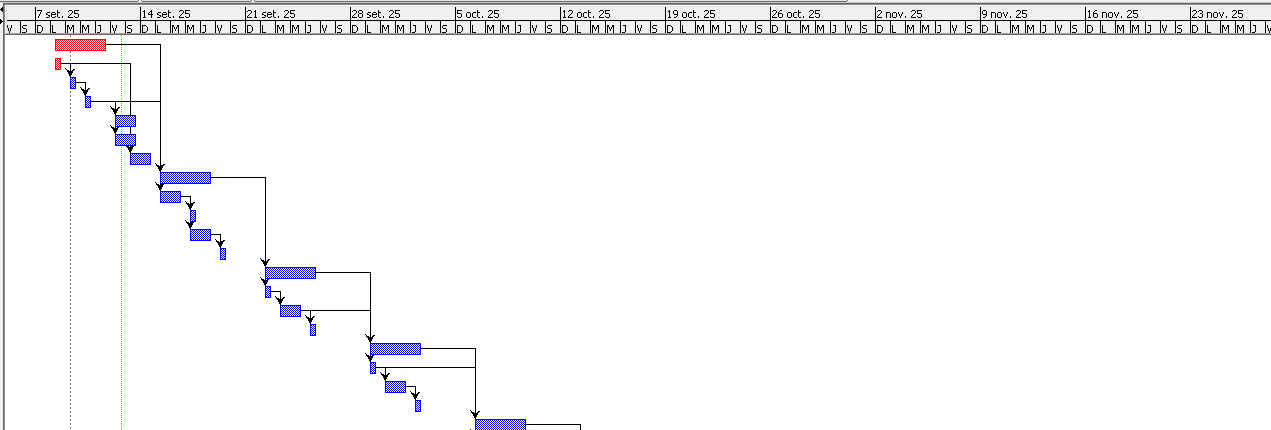 7 set. 25 14 set. 25 21 set. 25 28 set. 25 5 oct. 25 12 oct. 25 19 oct. 25 26 oct. 25 2 nov. 25 9 nov. 25 16 nov. 25 23 nov. 25
V S D L M M J V S D L M M J V S D L M M J V S D L M M J V S D L M M J V S D L M M J V S D L M M J V S D L M M J V S D L M M J V S D L M M J V S D L M M J V S D L M M J V